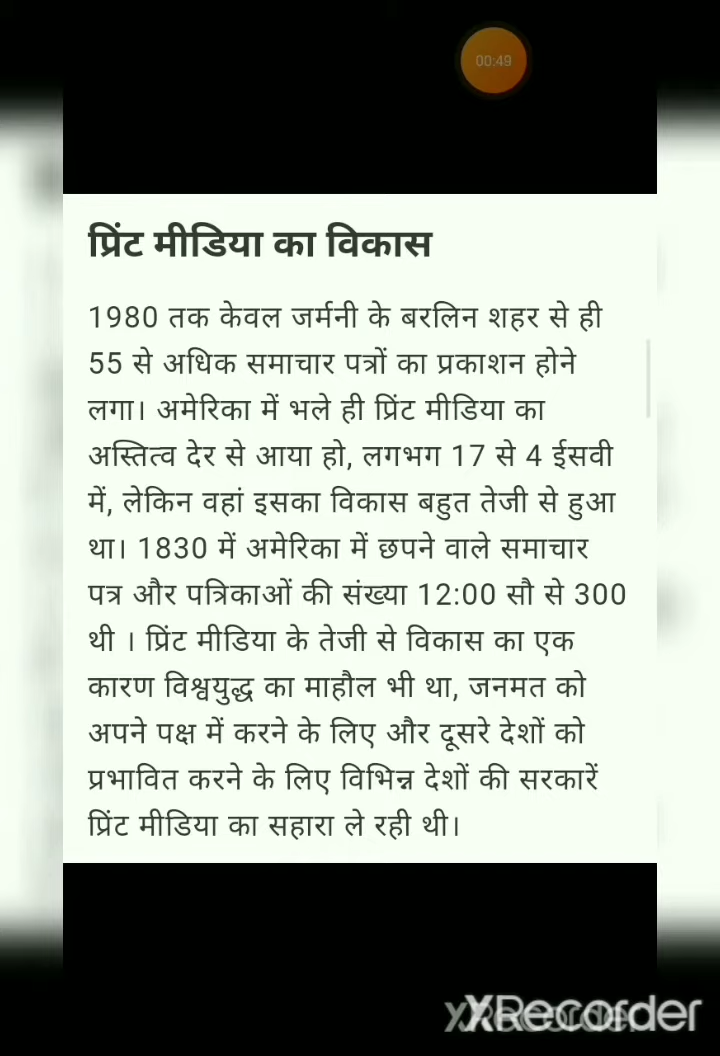 00:49
प्रिंट मीडिया का विकास
1980 तक केवल जर्मनी के बरलिन शहर से ही
55 से अधिक समाचार पत्रों का प्रकाशन होने
लगा। अमेरिका में भले ही प्रिंट मीडिया का
अस्तित्व देर से आया हो, लगभग 17 से 4 ईसवी
में, लेकिन वहां इसका विकास बहुत तेजी से हुआ
था। 1830 में अमेरिका में छपने वाले समाचार
पत्र और पत्रिकाओं की संख्या 12:00 सौ से 300
थी । प्रिंट मीडिया के तेजी से विकास का एक
कारण विश्वयुद्ध का माहौल भी था, जनमत को
अपने पक्ष में करने के लिए और दूसरे देशों को
प्रभावित करने के लिए विभिन्न देशों की सरकारें
प्रिंट मीडिया का सहारा ले रही थी।
XRecorder